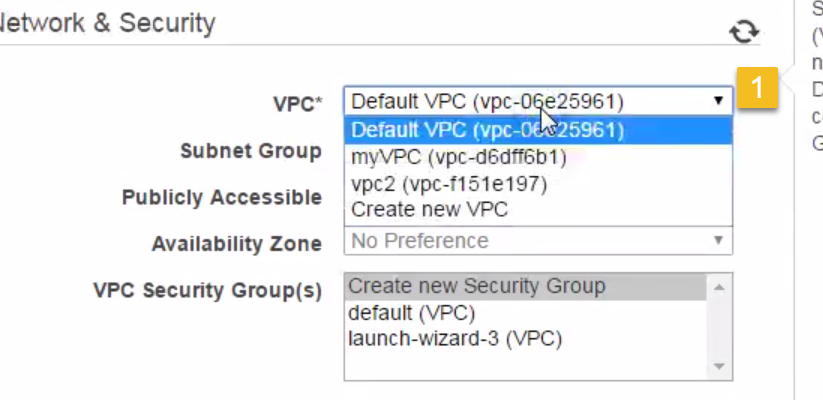 Network & Security
1
VPC*
Default VPC (vpc-06e25961)
Default VPC (vpc-06e25961)
myVPC (vpc-d6dff6b1)
vpc2 (vpc-f151e197)
Create new VPC
Subnet Group
Publicly Accessible
Availability Zone
No Preference
VPC Security Group(s)
Create new Security Group
default (VPC)
launch-wizard-3 (VPC)